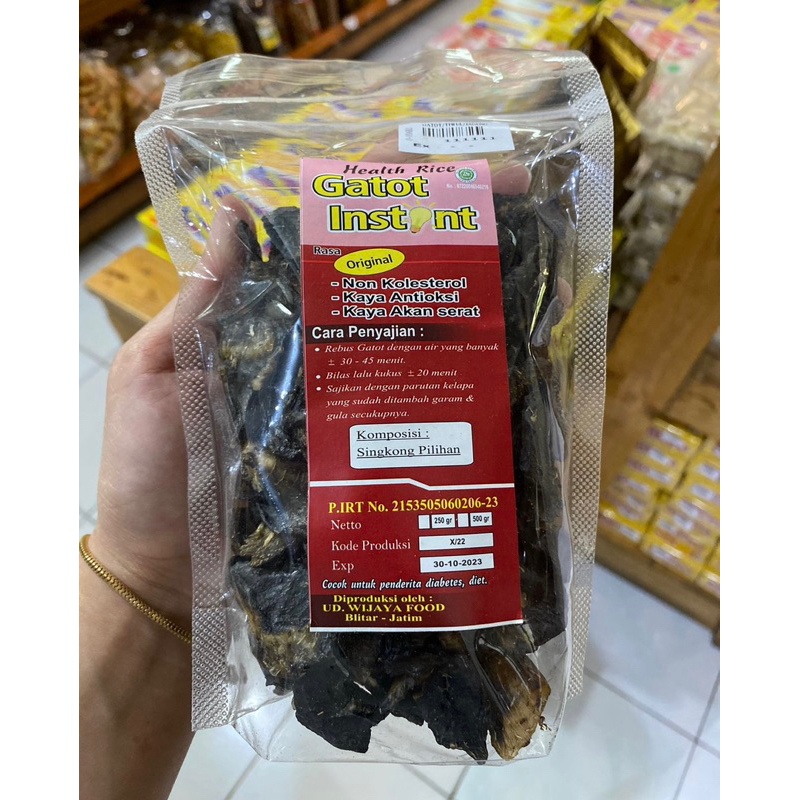 Health Rice
Gatot
Instant
Rasa
Original
- Non Kolesterol
- Kaya Antioksi
- Kaya Akan serat
Cara Penyajian :
• Rebus Gatot dengan air yang banyak
± 30 - 45 menit.
• Bilas lalu kukus ± 20 menit
• Sajikan dengan parutan kelapa
yang sudah ditambah garam &
gula secukupnya.
Komposisi :
Singkong Pilihan
P.IRT No. 2153505060206-23
Netto 250 gr 500 gr
Kode Produksi X/22
Exp 30-10-2023
Cocok untuk penderita diabetes, diet.
Diproduksi oleh :
UD. WIJAYA FOOD
Blitar - Jatim